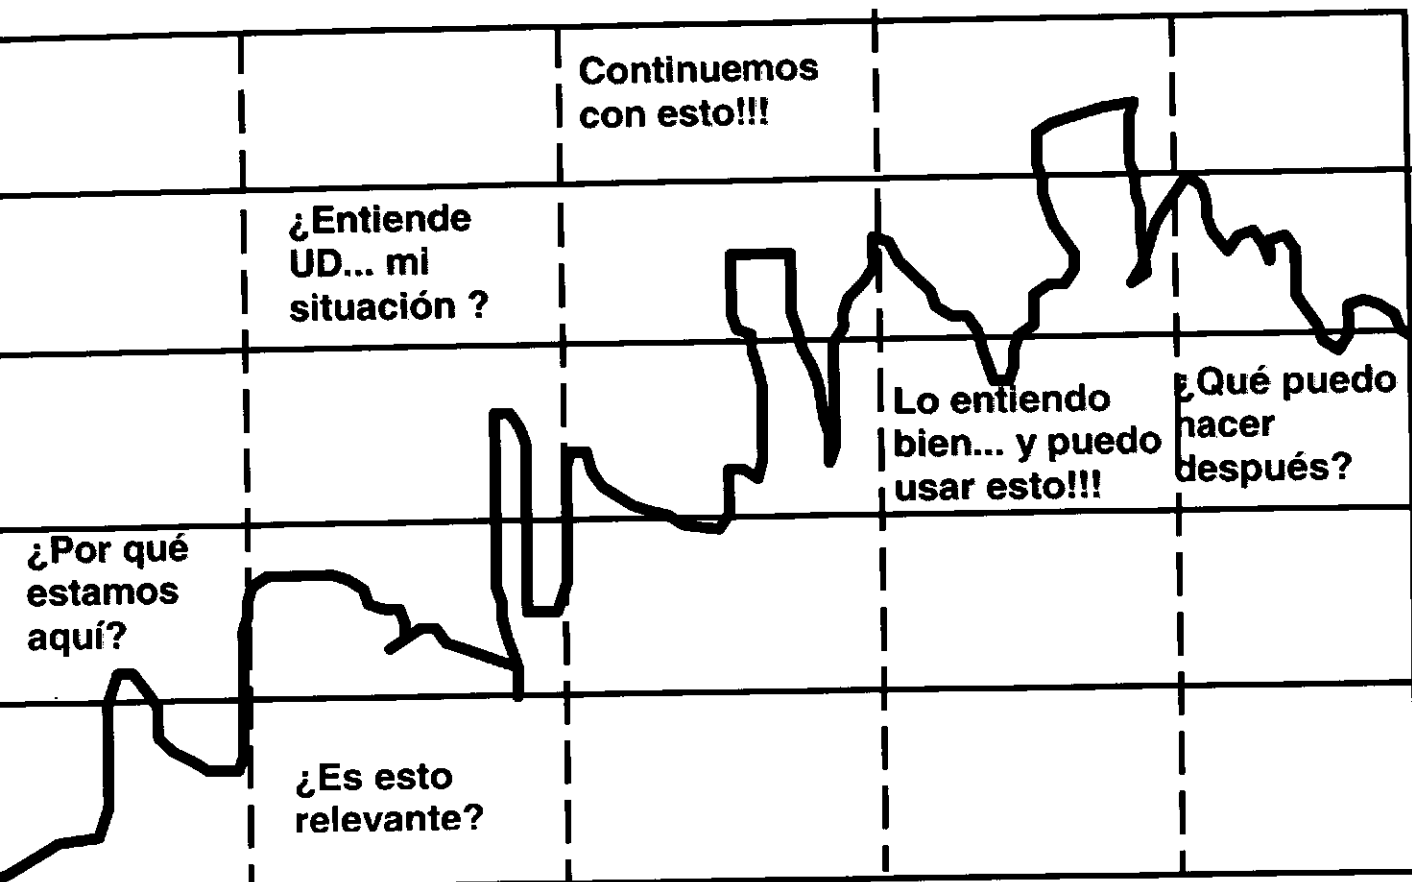 Continuemos
con esto!!!
¿Entiende
UD... mi
situación ?
Lo entiendo
bien... y puedo
usar esto!!!
¿Qué puedo
hacer
después?
¿Por qué
estamos
aquí?
¿Es esto
relevante?